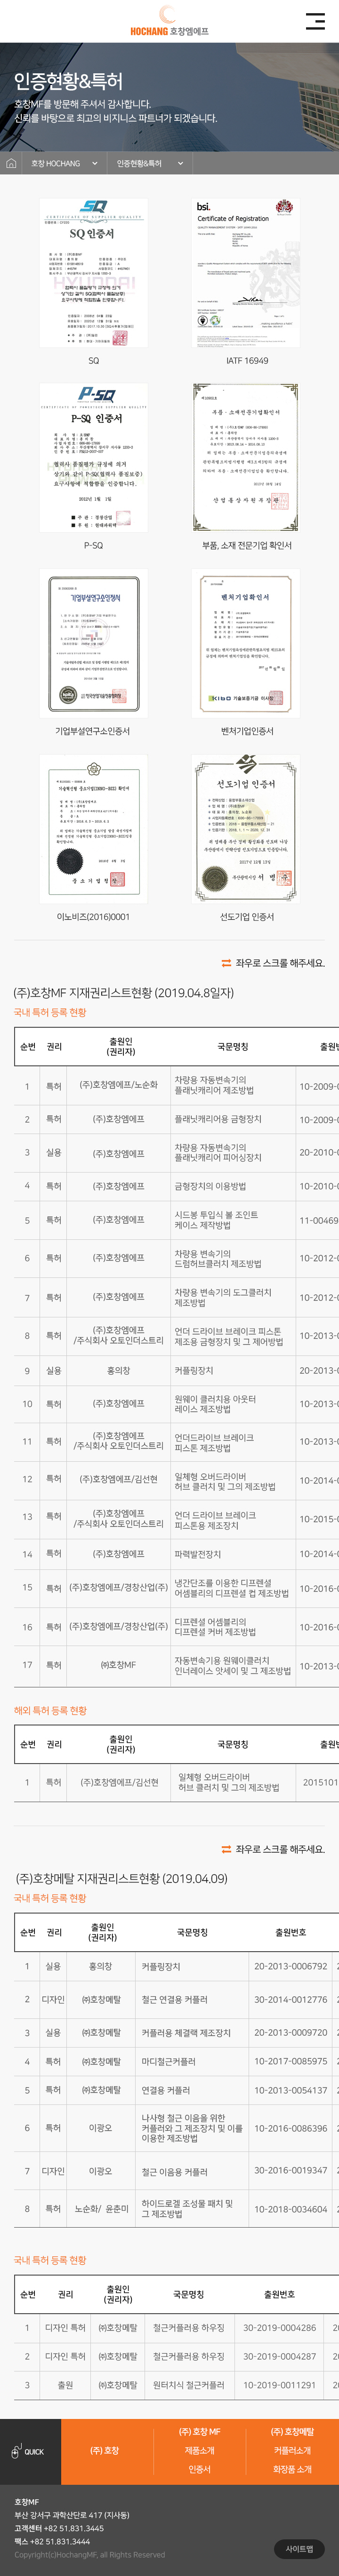 HOCHANG 호창엠에프
인증현황&특허
호창MF를 방문해 주셔서 감사합니다.
신뢰를 바탕으로 최고의 비지니스 파트너가 되겠습니다.
호창 HOCHANG
인증현황&특허
SQ인증서
bsi.
Certificate of Registration
SQ
IATF 16949
P-SQ
P-SQ 인증서
부품·소재전문기업확인서
P-SQ
부품, 소재 전문기업 확인서
기업부설연구소인정서
벤처기업확인서
기업부설연구소인증서
벤처기업인증서
선도기업 인증서
이노비즈(2016)0001
선도기업 인증서
좌우로 스크롤 해주세요.
(주)호창MF 지재권리스트현황 (2019.04.8일자)
국내 특허 등록 현황
순번 권리 출원인 (권리자) 국문명칭
1 특허 (주)호창엠에프/노순화 차량용 자동변속기의 플래닛캐리어 제조방법 10-2009-
2 특허 (주)호창엠에프 플래닛캐리어용 금형장치 10-2009-
3 실용 (주)호창엠에프 차량용 자동변속기의 플래닛캐리어 피어싱장치 20-2010-
4 특허 (주)호창엠에프 금형장치의 이용방법 10-2010-
5 특허 (주)호창엠에프 시드봉 투입식 볼 조인트 케이스 제작방법 11-00469
6 특허 (주)호창엠에프 차량용 변속기의 드럼허브클러치 제조방법 10-2012-
7 특허 (주)호창엠에프 차량용 변속기의 도그클러치 제조방법 10-2012-
8 특허 (주)호창엠에프 /주식회사 오토인더스트리 언더 드라이브 브레이크 피스톤 제조용 금형장치 및 그 제어방법 10-2013-
9 실용 홍의창 커플링장치 20-2013-
10 특허 (주)호창엠에프 원웨이 클러치용 아웃터 레이스 제조방법 10-2013-
11 특허 (주)호창엠에프 /주식회사 오토인더스트리 언더드라이브 브레이크 피스톤 제조방법 10-2013-
12 특허 (주)호창엠에프/김선현 일체형 오버드라이버 허브 클러치 및 그의 제조방법 10-2014-
13 특허 (주)호창엠에프 /주식회사 오토인더스트리 언더 드라이브 브레이크 피스톤용 제조장치 10-2015-
14 특허 (주)호창엠에프 파력발전장치 10-2014-
15 특허 (주)호창엠에프/경창산업(주) 냉간단조를 이용한 디프렌셜 어셈블리의 디프렌셜 컵 제조방법 10-2016-
16 특허 (주)호창엠에프/경창산업(주) 디프렌셜 어셈블리의 디프렌셜 커버 제조방법 10-2016-
17 특허 ㈜호창MF 자동변속기용 원웨이클러치 인너레이스 앗세이 및 그 제조방법 10-2013-
해외 특허 등록 현황
순번 권리 출원인 (권리자) 국문명칭
1 특허 (주)호창엠에프/김선현 일체형 오버드라이버 허브 클러치 및 그의 제조방법 2015101
좌우로 스크롤 해주세요.
(주)호창메탈 지재권리스트현황 (2019.04.09)
국내 특허 등록 현황
순번 권리 출원인 (권리자) 국문명칭 출원번호
1 실용 홍의창 커플링장치 20-2013-0006792
2 디자인 ㈜호창메탈 철근 연결용 커플러 30-2014-0012776
3 실용 ㈜호창메탈 커플러용 체결랙 제조장치 20-2013-0009720
4 특허 ㈜호창메탈 마디철근커플러 10-2017-0085975
5 특허 ㈜호창메탈 연결용 커플러 10-2013-0054137
6 특허 이광오 나사형 철근 이음을 위한 커플러와 그 제조장치 및 이를 이용한 제조방법 10-2016-0086396
7 디자인 이광오 철근 이음용 커플러 30-2016-0019347
8 특허 노순화/ 윤춘미 하이드로겔 조성물 패치 및 그 제조방법 10-2018-0034604
국내 특허 등록 현황
순번 권리 출원인 (권리자) 국문명칭 출원번호
1 디자인 특허 ㈜호창메탈 철근커플러용 하우징 30-2019-0004286
2 디자인 특허 ㈜호창메탈 철근커플러용 하우징 30-2019-0004287
3 출원 ㈜호창메탈 원터치식 철근커플러 10-2019-0011291
QUICK
(주) 호창
(주) 호창 MF
제품소개
인증서
(주) 호창메탈
커플러소개
화장품 소개
호창MF
부산 강서구 과학산단로 417 (지사동)
고객센터 +82 51.831.3445
팩스 +82 51.831.3444
Copyright(c)HochangMF, all Rights Reserved
사이트맵